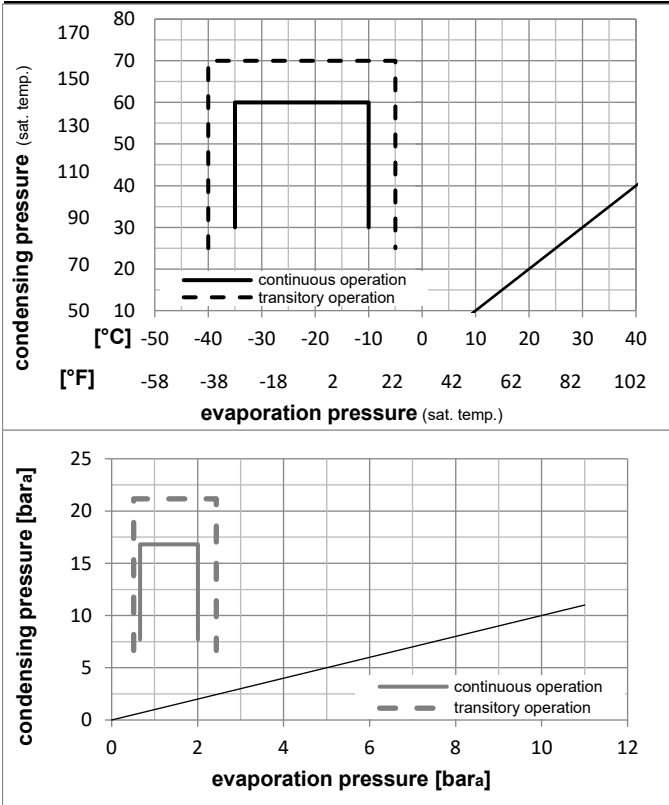 condensing pressure (sat. temp.)
170 80
150 70
130 60
110 50
90 40
70 30
50 20
10
continuous operation
transitory operation
[°C] -50 -40 -30 -20 -10 0 10 20 30 40
[°F] -58 -38 -18 2 22 42 62 82 102
evaporation pressure (sat. temp.)
condensing pressure [bara]
25
20
15
10
5
0
continuous operation
transitory operation
0 2 4 6 8 10 12
evaporation pressure [bara]